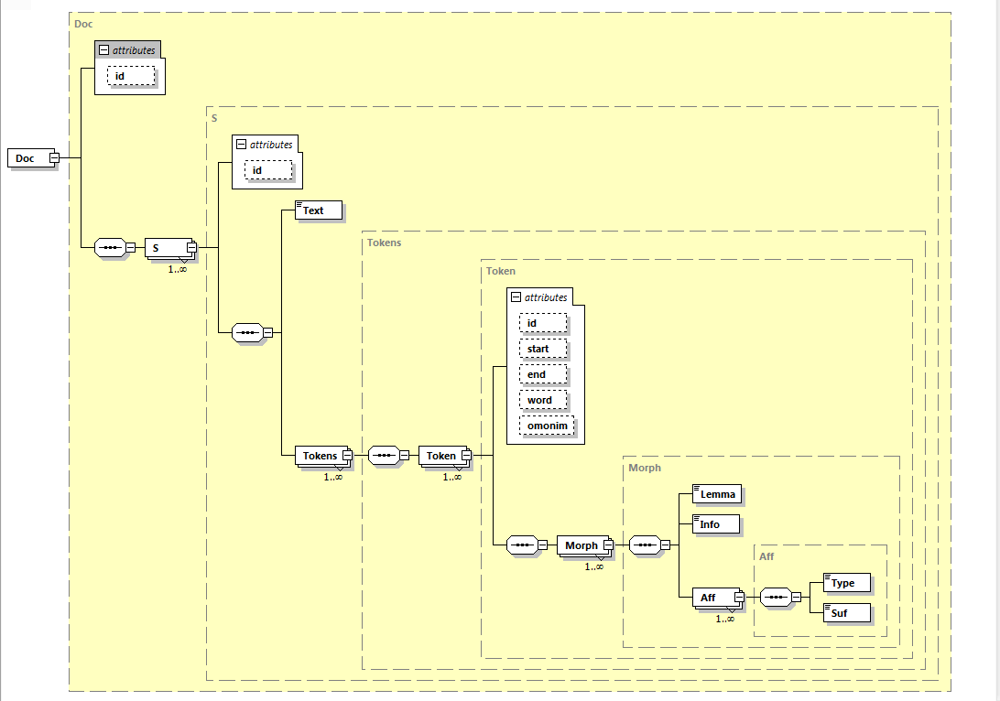 Doc
attributes
id
S
attributes
id
Doc
Text
Tokens
S
1..∞
Token
attributes
id
start
end
word
omonim
Tokens
1..∞
Token
1..∞
Morph
Lemma
Info
Morph
1..∞
Aff
Type
Aff
1..∞
Suf